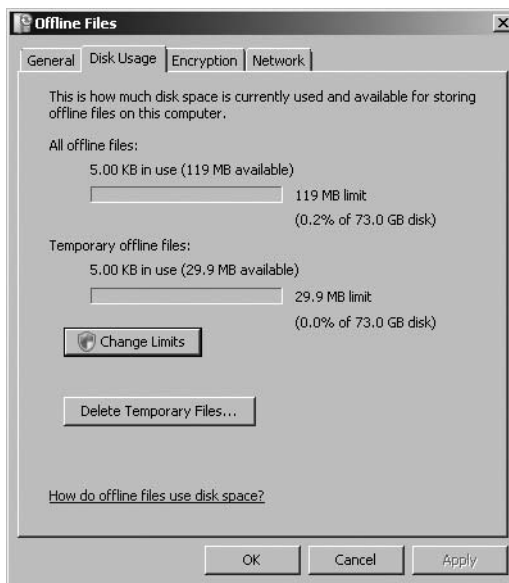 Offline Files
General
Disk Usage
Encryption
Network
This is how much disk space is currently used and available for storing
offline files on this computer.
All offline files:
5.00 KB in use (119 MB available)
119 MB limit
(0.2% of 73.0 GB disk)
Temporary offline files:
5.00 KB in use (29.9 MB available)
29.9 MB limit
(0.0% of 73.0 GB disk)
Change Limits
Delete Temporary Files...
How do offline files use disk space?
OK
Cancel
Apply